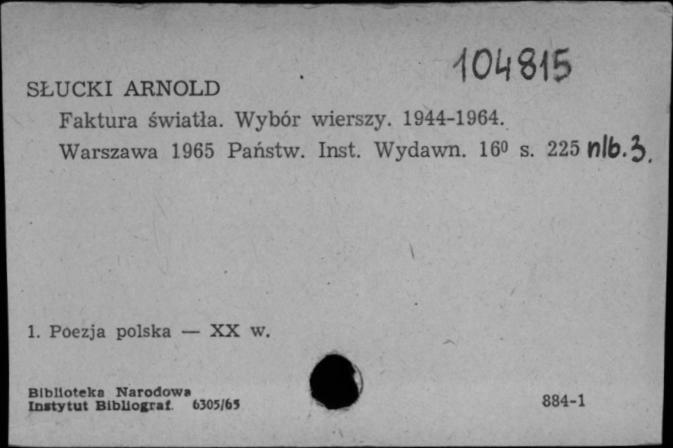 104815
SŁUCKI ARNOLD
Faktura światła. Wybór wierszy. 1944-1964.
Warszawa 1965 Państw. Inst. Wydawn. 16⁰ s. 225 nlb. 3.
1. Poezja polska — XX w.
Biblioteka Narodowa
Instytut Bibliograf. 6305/65
884-1